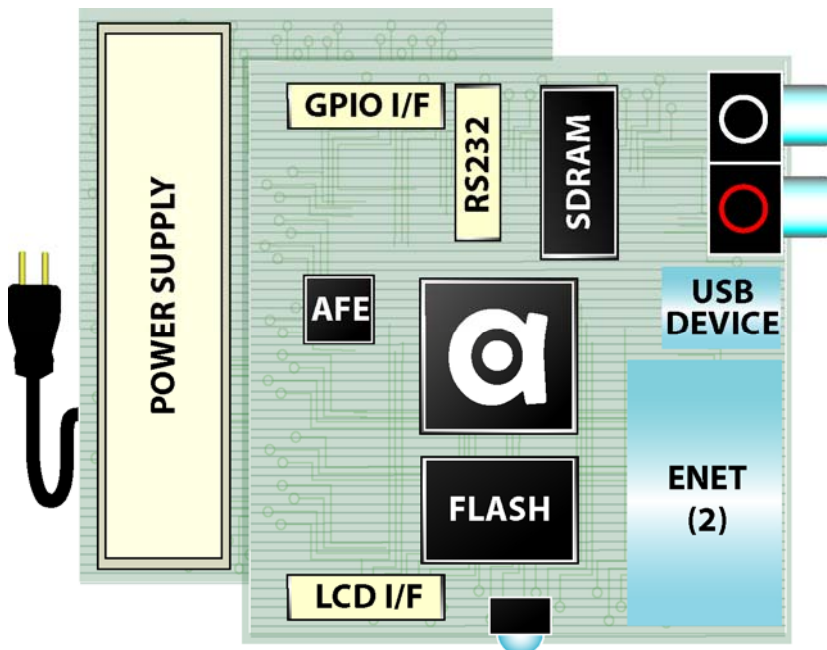 GPIO I/F
RS232
SDRAM
POWER SUPPLY
AFE
USB
DEVICE
ENET
(2)
FLASH
LCD I/F